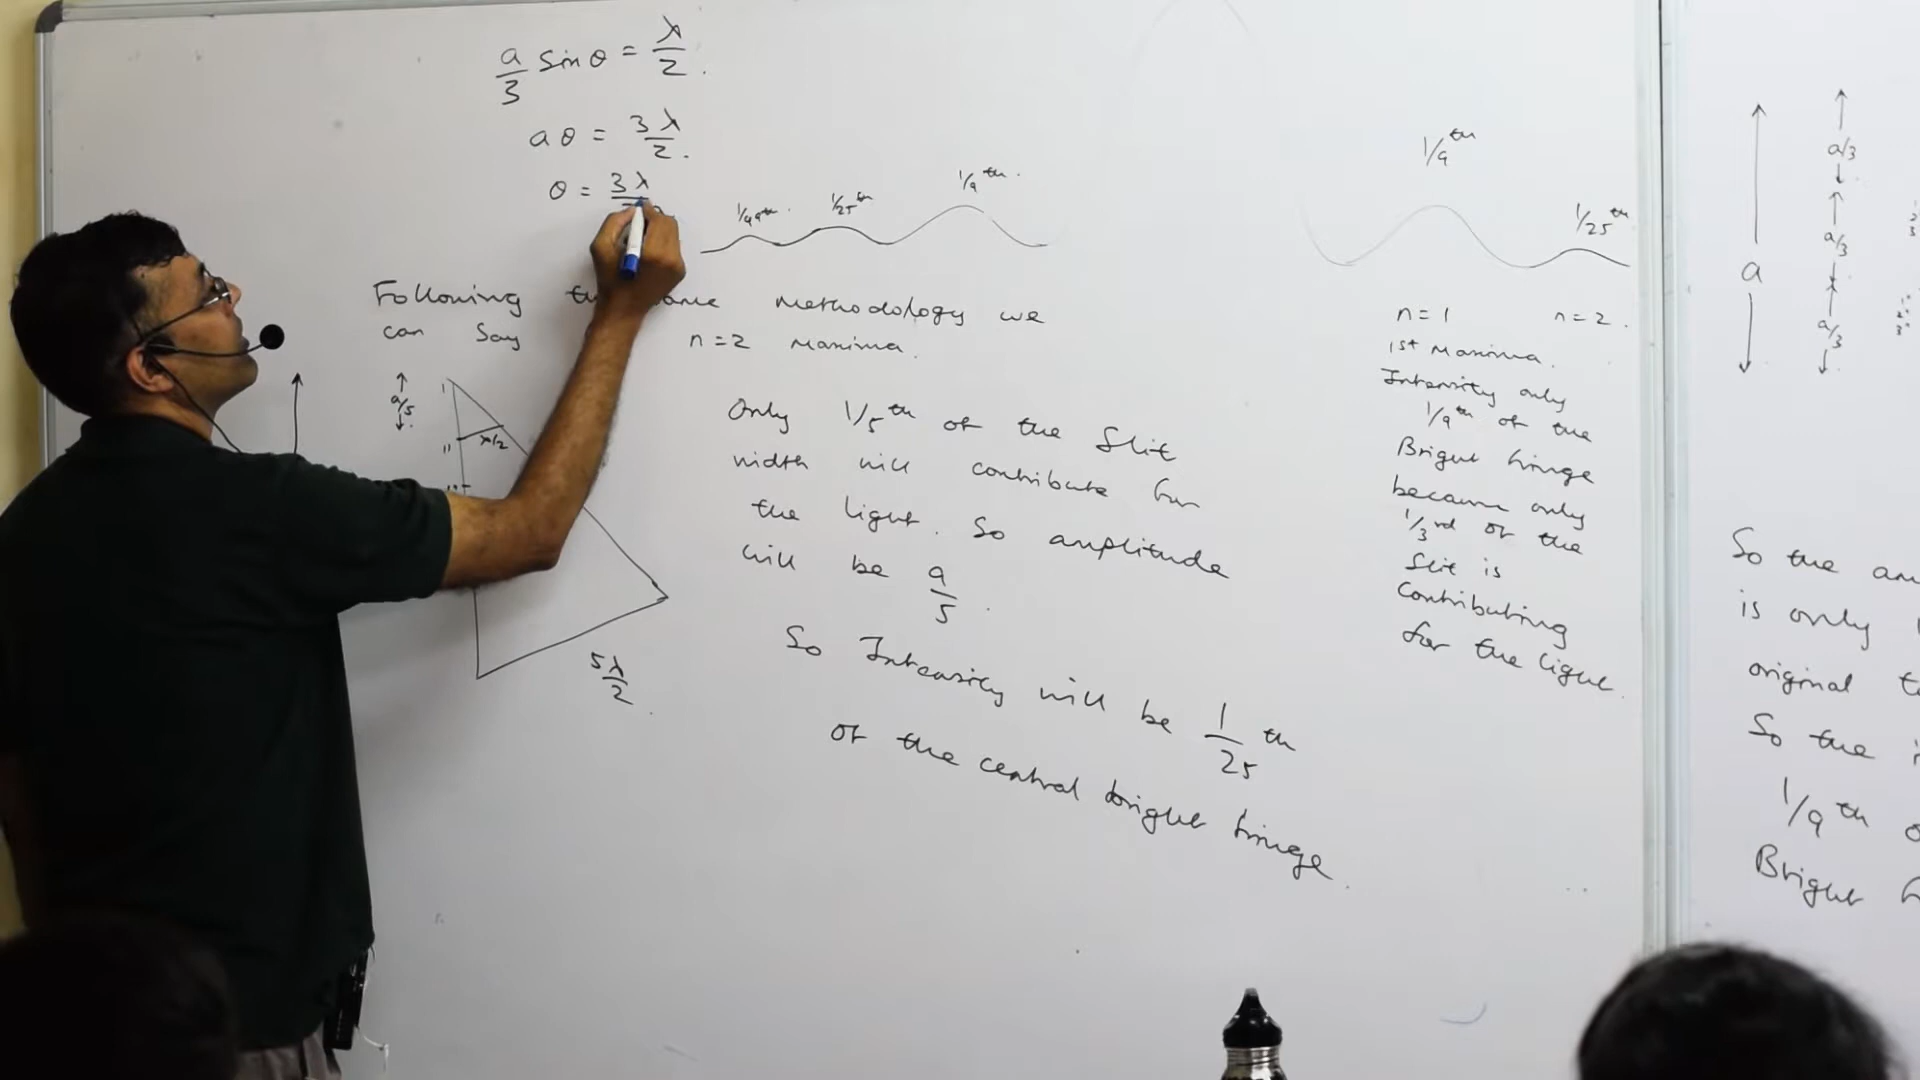 a/3 Sin θ = λ/2.
a θ = 3λ/2.
θ = 3λ
1/49th.
1/25th
1/9th.
Following the same methodology we
can say n=2 Maxima.
a/5
1
11
λ/2
5λ/2
Only 1/5th of the Slit
width will contribute for
the light. So amplitude
will be a/5.
So Intensity will be 1/25 th
of the central bright fringe.
1/9th
1/25th
n=1 n=2.
1st Maxima.
Intensity only
1/9th of the
Bright fringe
because only
1/3rd of the
Slit is
Contributing
for the light.
a
a/3
a/3
a/3
So the
is only
original
So the
1/9th
Bright